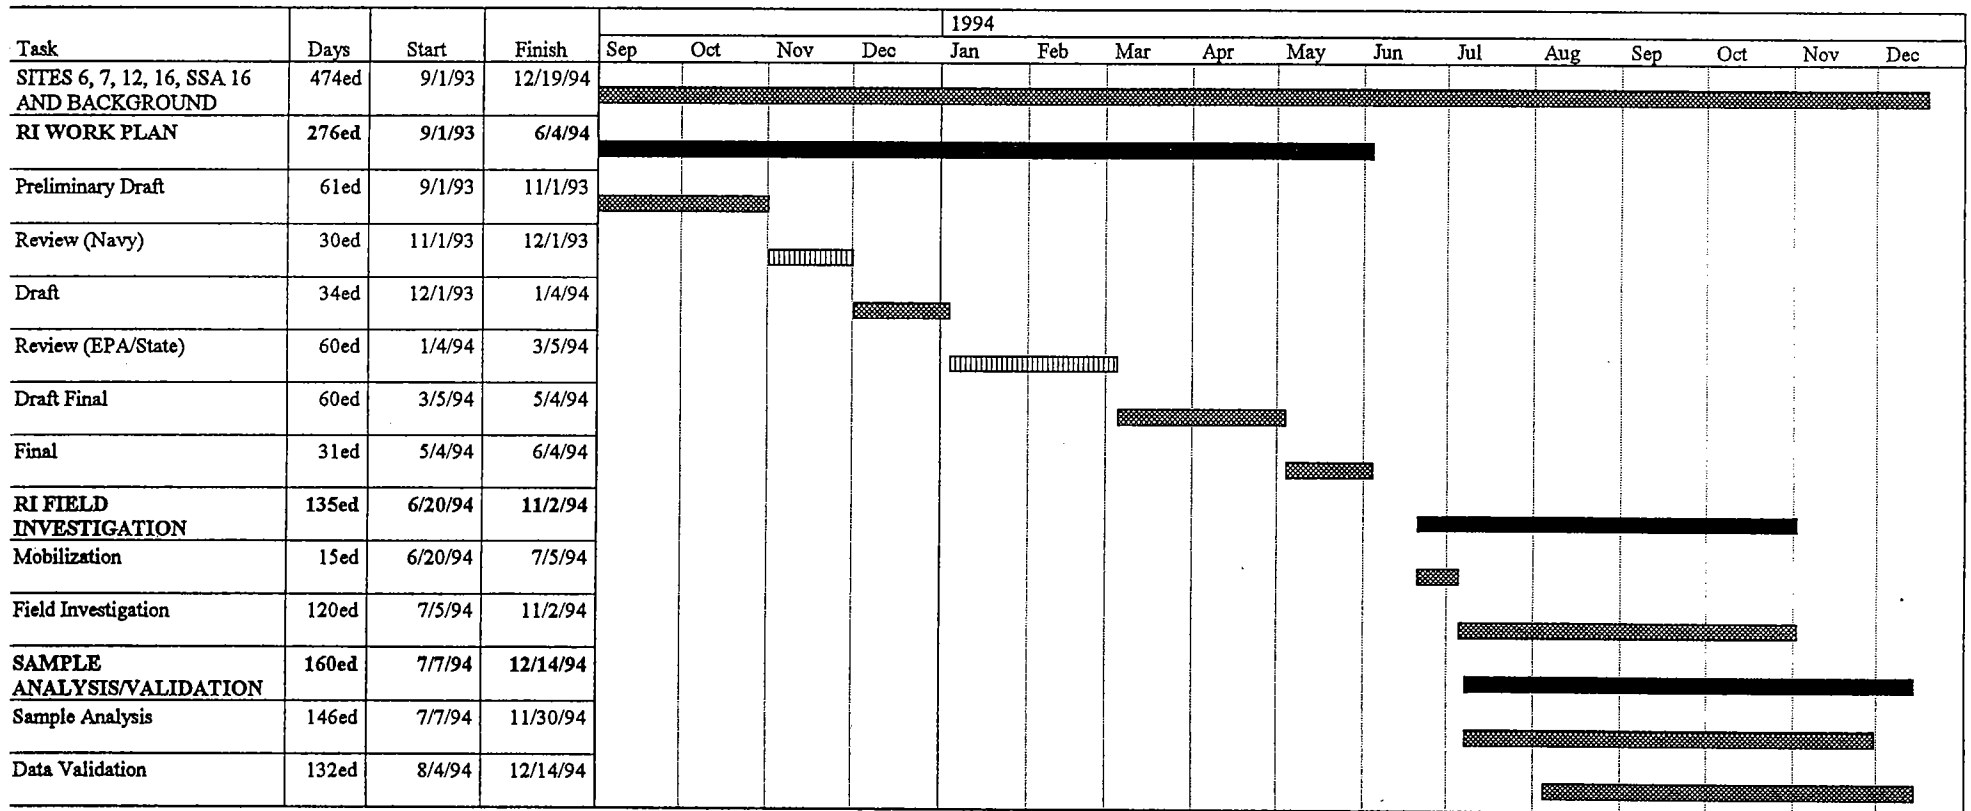 1994
Task Days Start Finish Sep Oct Nov Dec Jan Feb Mar Apr May Jun Jul Aug Sep Oct Nov Dec
SITES 6, 7, 12, 16, SSA 16 474ed 9/1/93 12/19/94
AND BACKGROUND
RI WORK PLAN 276ed 9/1/93 6/4/94
Preliminary Draft 61ed 9/1/93 11/1/93
Review (Navy) 30ed 11/1/93 12/1/93
Draft 34ed 12/1/93 1/4/94
Review (EPA/State) 60ed 1/4/94 3/5/94
Draft Final 60ed 3/5/94 5/4/94
Final 31ed 5/4/94 6/4/94
RI FIELD 135ed 6/20/94 11/2/94
INVESTIGATION
Mobilization 15ed 6/20/94 7/5/94
Field Investigation 120ed 7/5/94 11/2/94
SAMPLE 160ed 7/7/94 12/14/94
ANALYSIS/VALIDATION
Sample Analysis 146ed 7/7/94 11/30/94
Data Validation 132ed 8/4/94 12/14/94